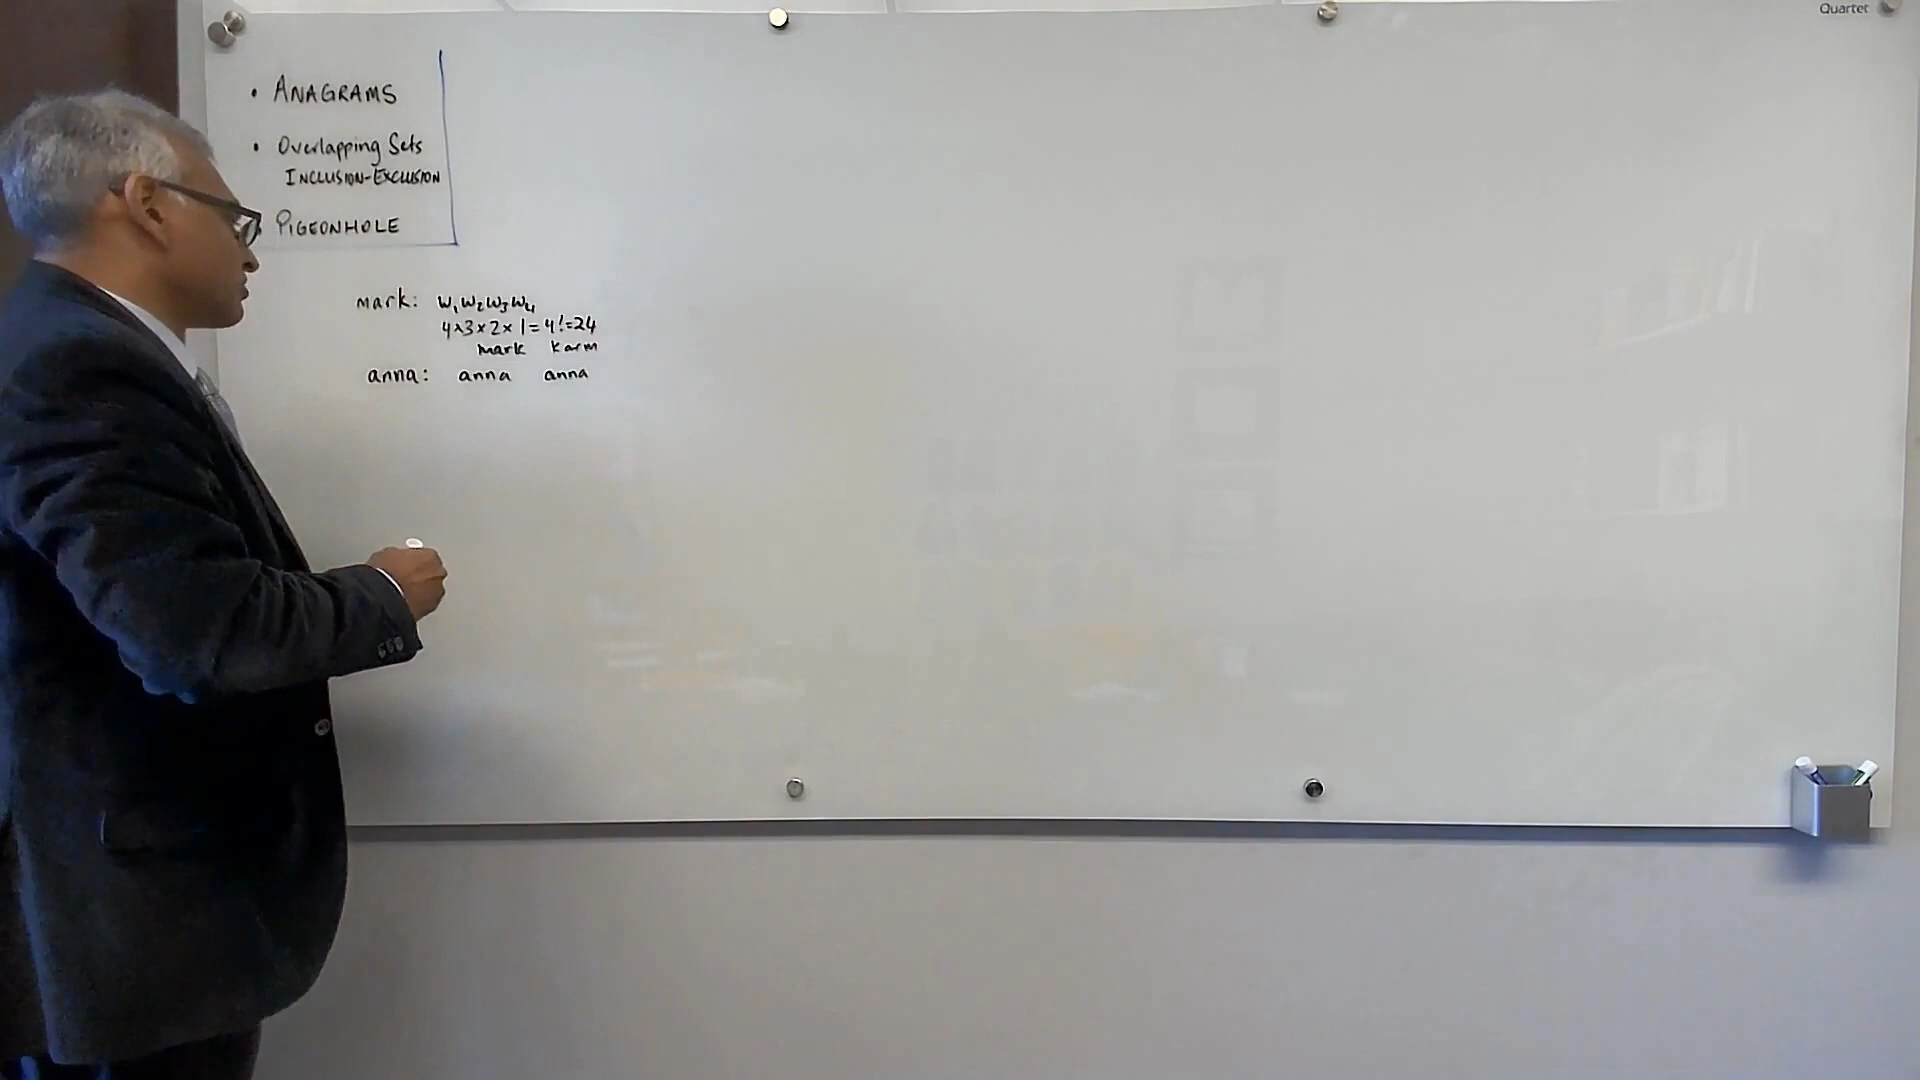 Quartet
• ANAGRAMS
• Overlapping Sets
INCLUSION-EXCLUSION
PIGEONHOLE
mark: w₁w₂w₃w₄
4×3×2×1=4!=24
mark karm
anna: anna anna